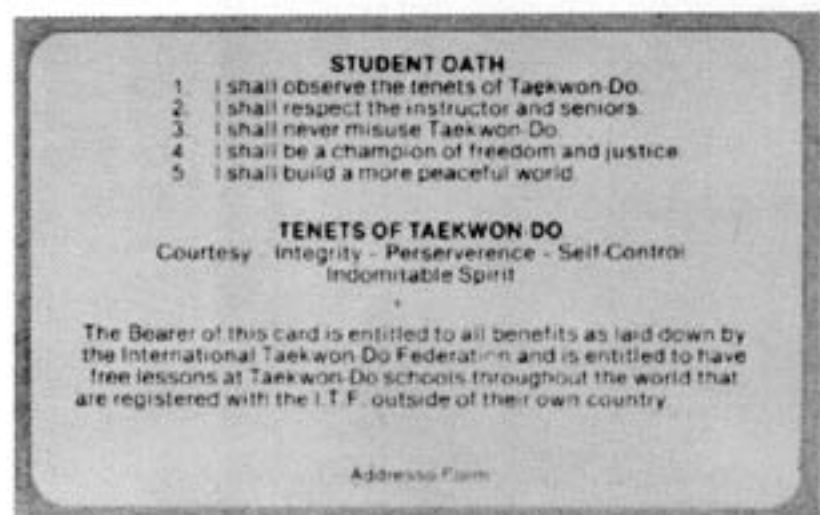 STUDENT OATH
1. I shall observe the tenets of Taekwon-Do.
2. I shall respect the instructor and seniors.
3. I shall never misuse Taekwon-Do.
4. I shall be a champion of freedom and justice.
5. I shall build a more peaceful world.
TENETS OF TAEKWON-DO
Courtesy - Integrity - Perserverence - Self-Control
Indomitable Spirit
The Bearer of this card is entitled to all benefits as laid down by
the International Taekwon-Do Federation and is entitled to have
free lessons at Taekwon-Do schools throughout the world that
are registered with the I.T.F. outside of their own country.